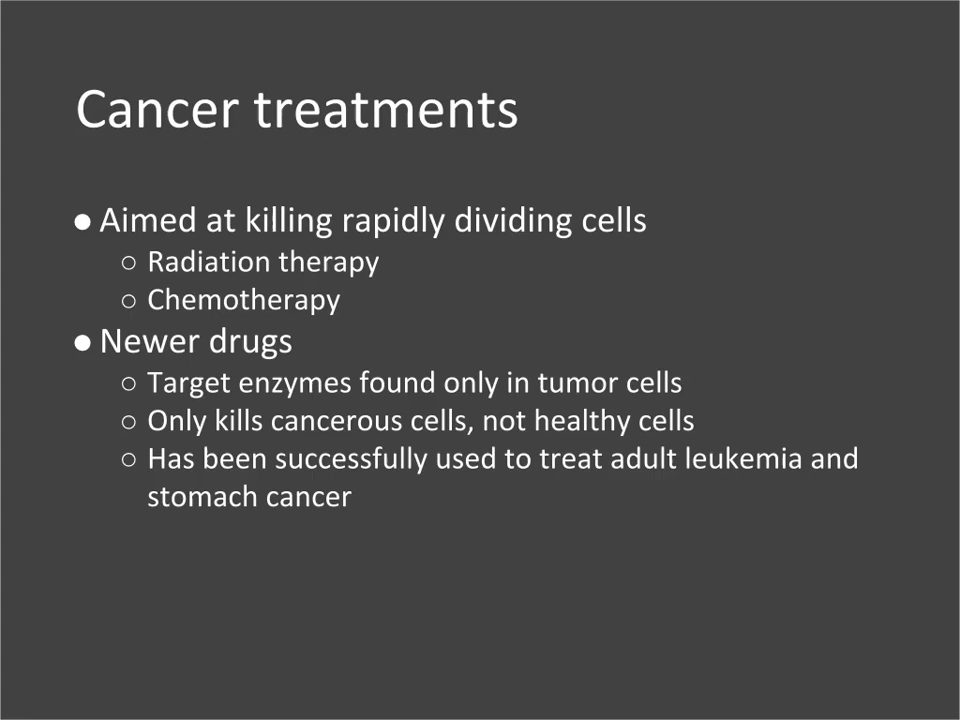 Cancer treatments
● Aimed at killing rapidly dividing cells
○ Radiation therapy
○ Chemotherapy
● Newer drugs
○ Target enzymes found only in tumor cells
○ Only kills cancerous cells, not healthy cells
○ Has been successfully used to treat adult leukemia and
stomach cancer